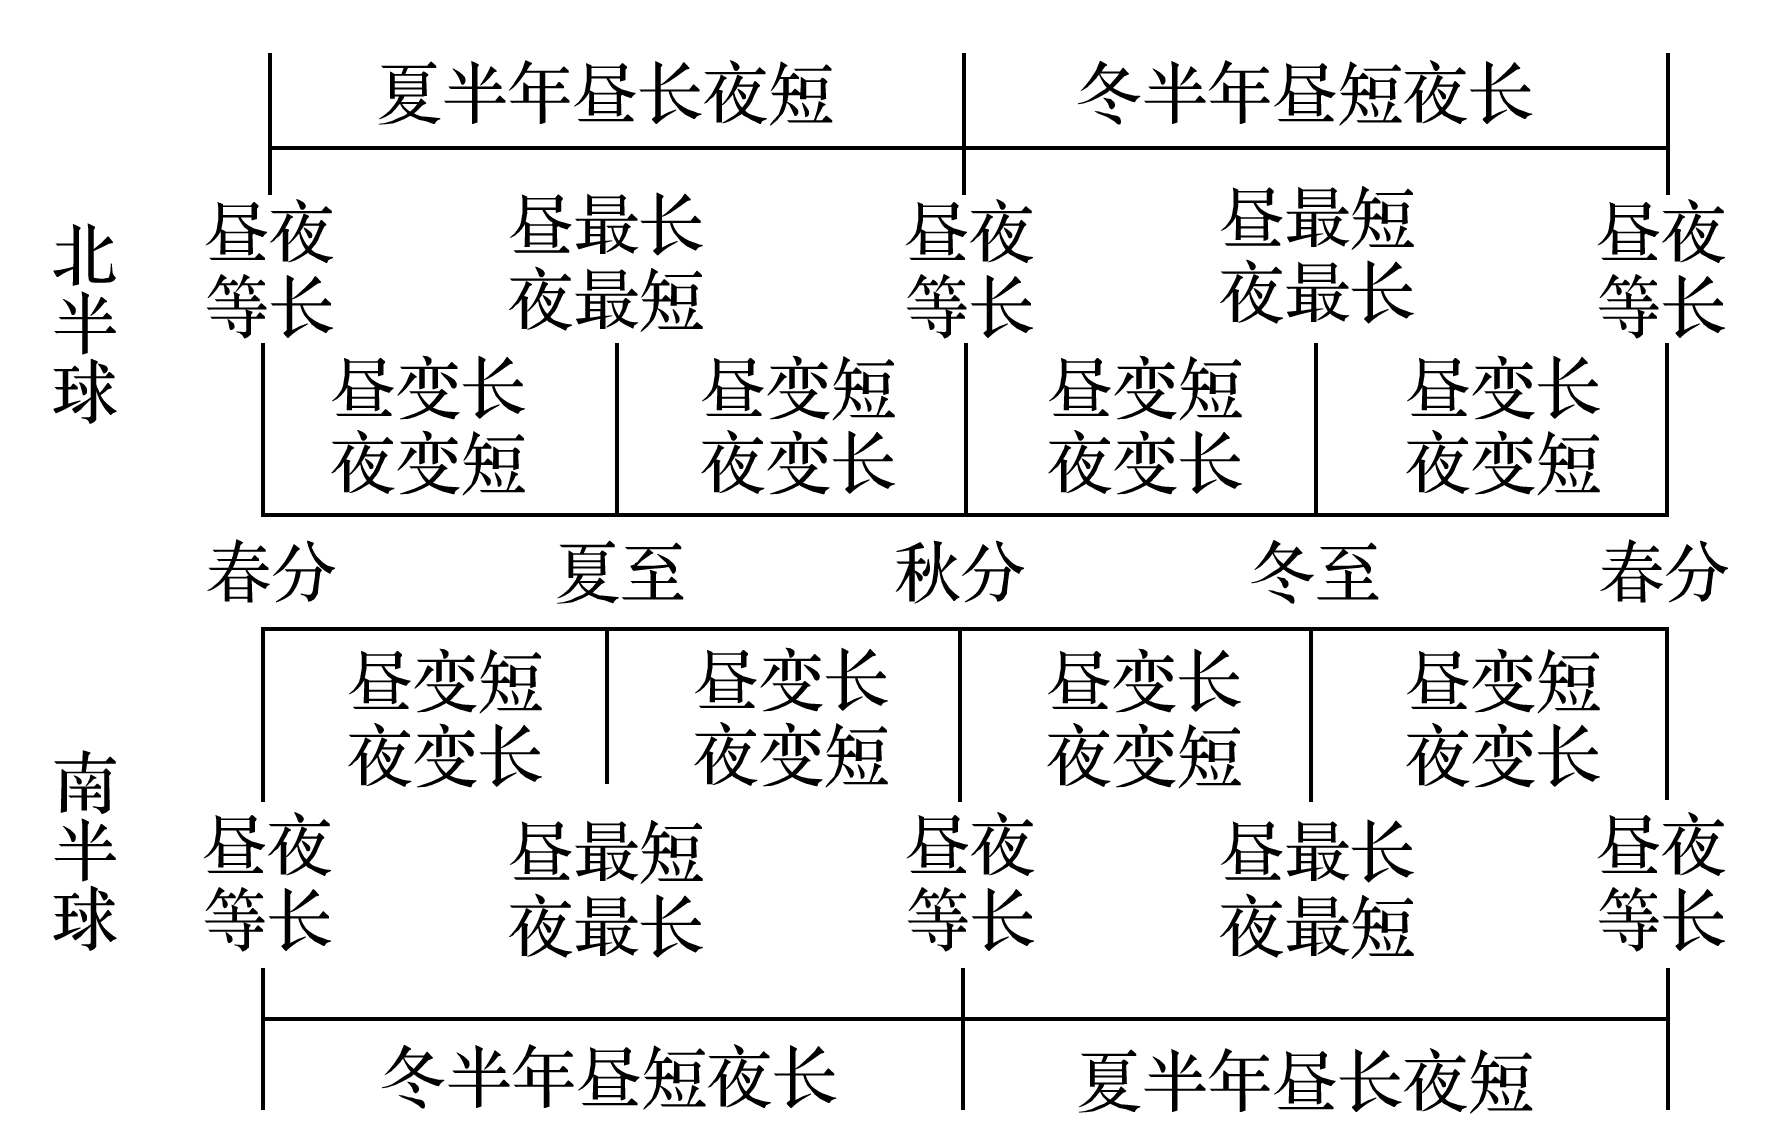 夏半年昼长夜短
冬半年昼短夜长
北半球
昼夜
等长
昼最长
夜最短
昼夜
等长
昼最短
夜最长
昼夜
等长
昼变长
夜变短
昼变短
夜变长
昼变短
夜变长
昼变长
夜变短
春分
夏至
秋分
冬至
春分
南半球
昼变短
夜变长
昼变长
夜变短
昼变长
夜变短
昼变短
夜变长
昼夜
等长
昼最短
夜最长
昼夜
等长
昼最长
夜最短
昼夜
等长
冬半年昼短夜长
夏半年昼长夜短